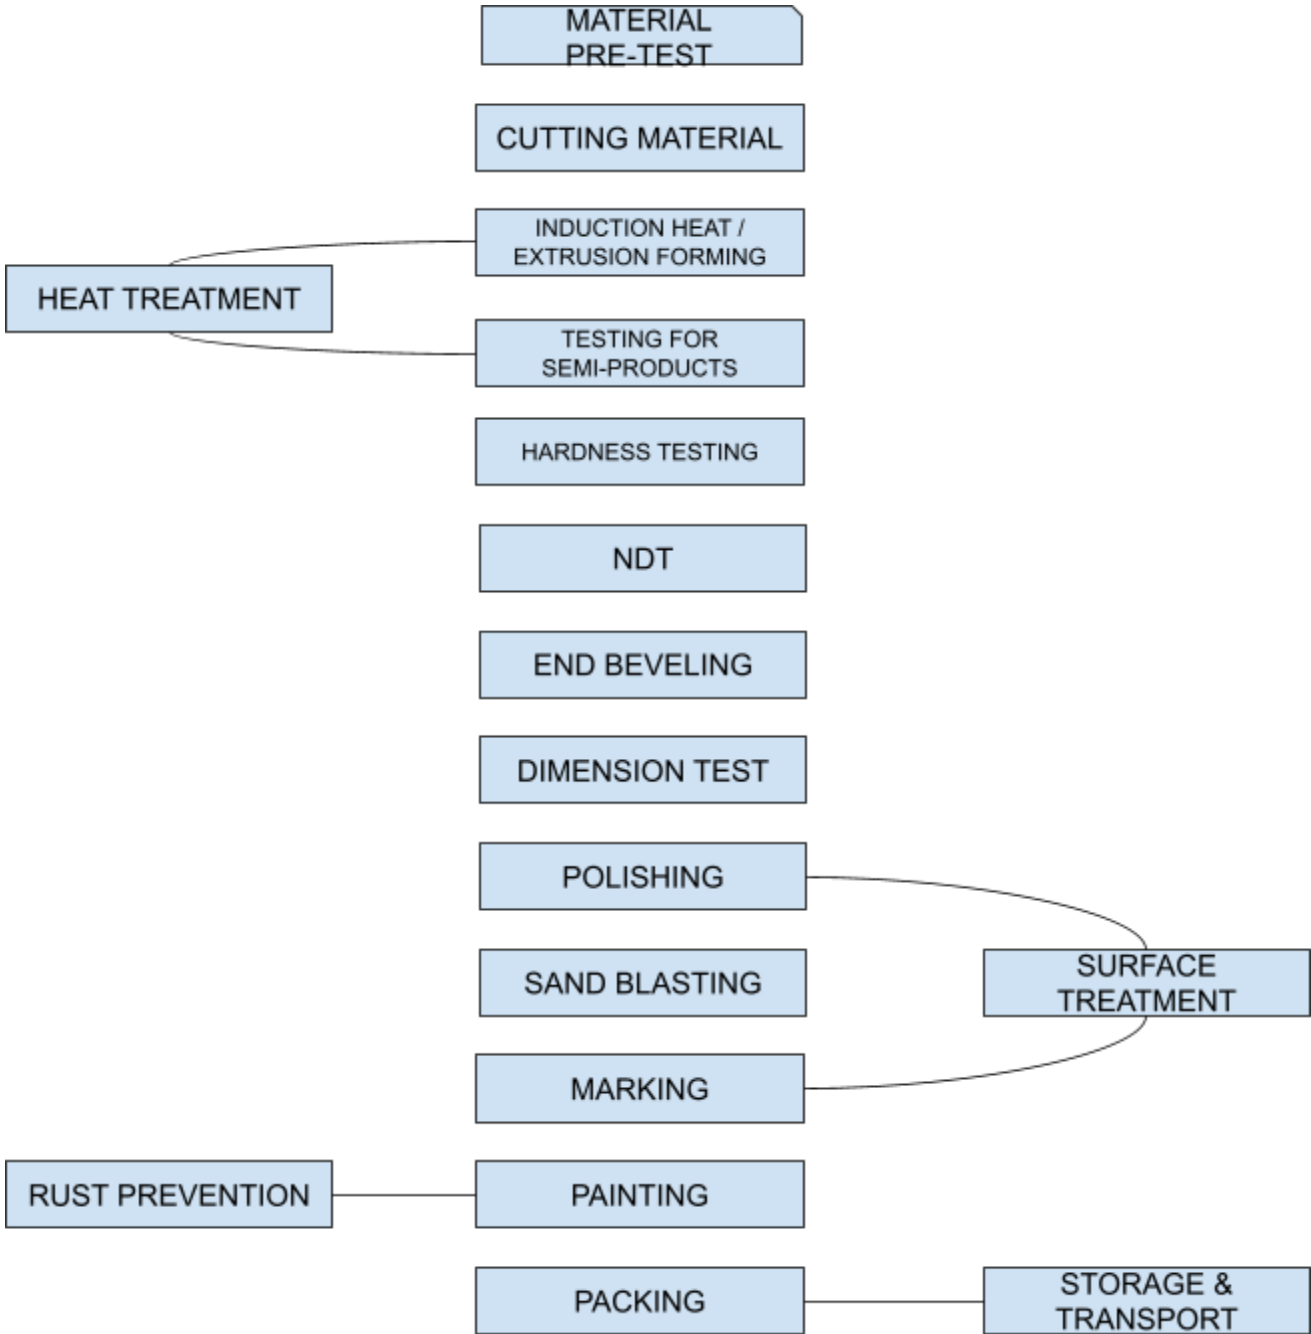 MATERIAL
PRE-TEST
CUTTING MATERIAL
INDUCTION HEAT /
EXTRUSION FORMING
HEAT TREATMENT
TESTING FOR
SEMI-PRODUCTS
HARDNESS TESTING
NDT
END BEVELING
DIMENSION TEST
POLISHING
SAND BLASTING
SURFACE
TREATMENT
MARKING
RUST PREVENTION
PAINTING
PACKING
STORAGE &
TRANSPORT